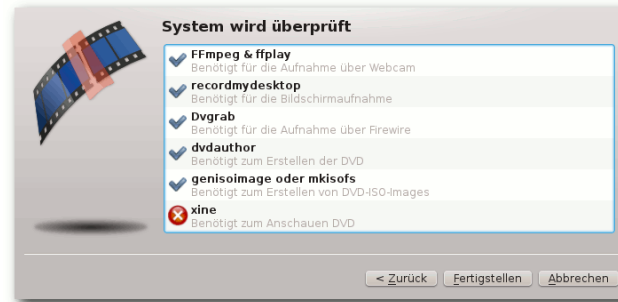 System wird überprüft
FFmpeg & ffplay
Benötigt für die Aufnahme über Webcam
recordmydesktop
Benötigt für die Bildschirmaufnahme
Dvgrab
Benötigt für die Aufnahme über Firewire
dvdauthor
Benötigt zum Erstellen der DVD
genisoimage oder mkisofs
Benötigt zum Erstellen von DVD-ISO-Images
xine
Benötigt zum Anschauen DVD
< Zurück Fertigstellen Abbrechen